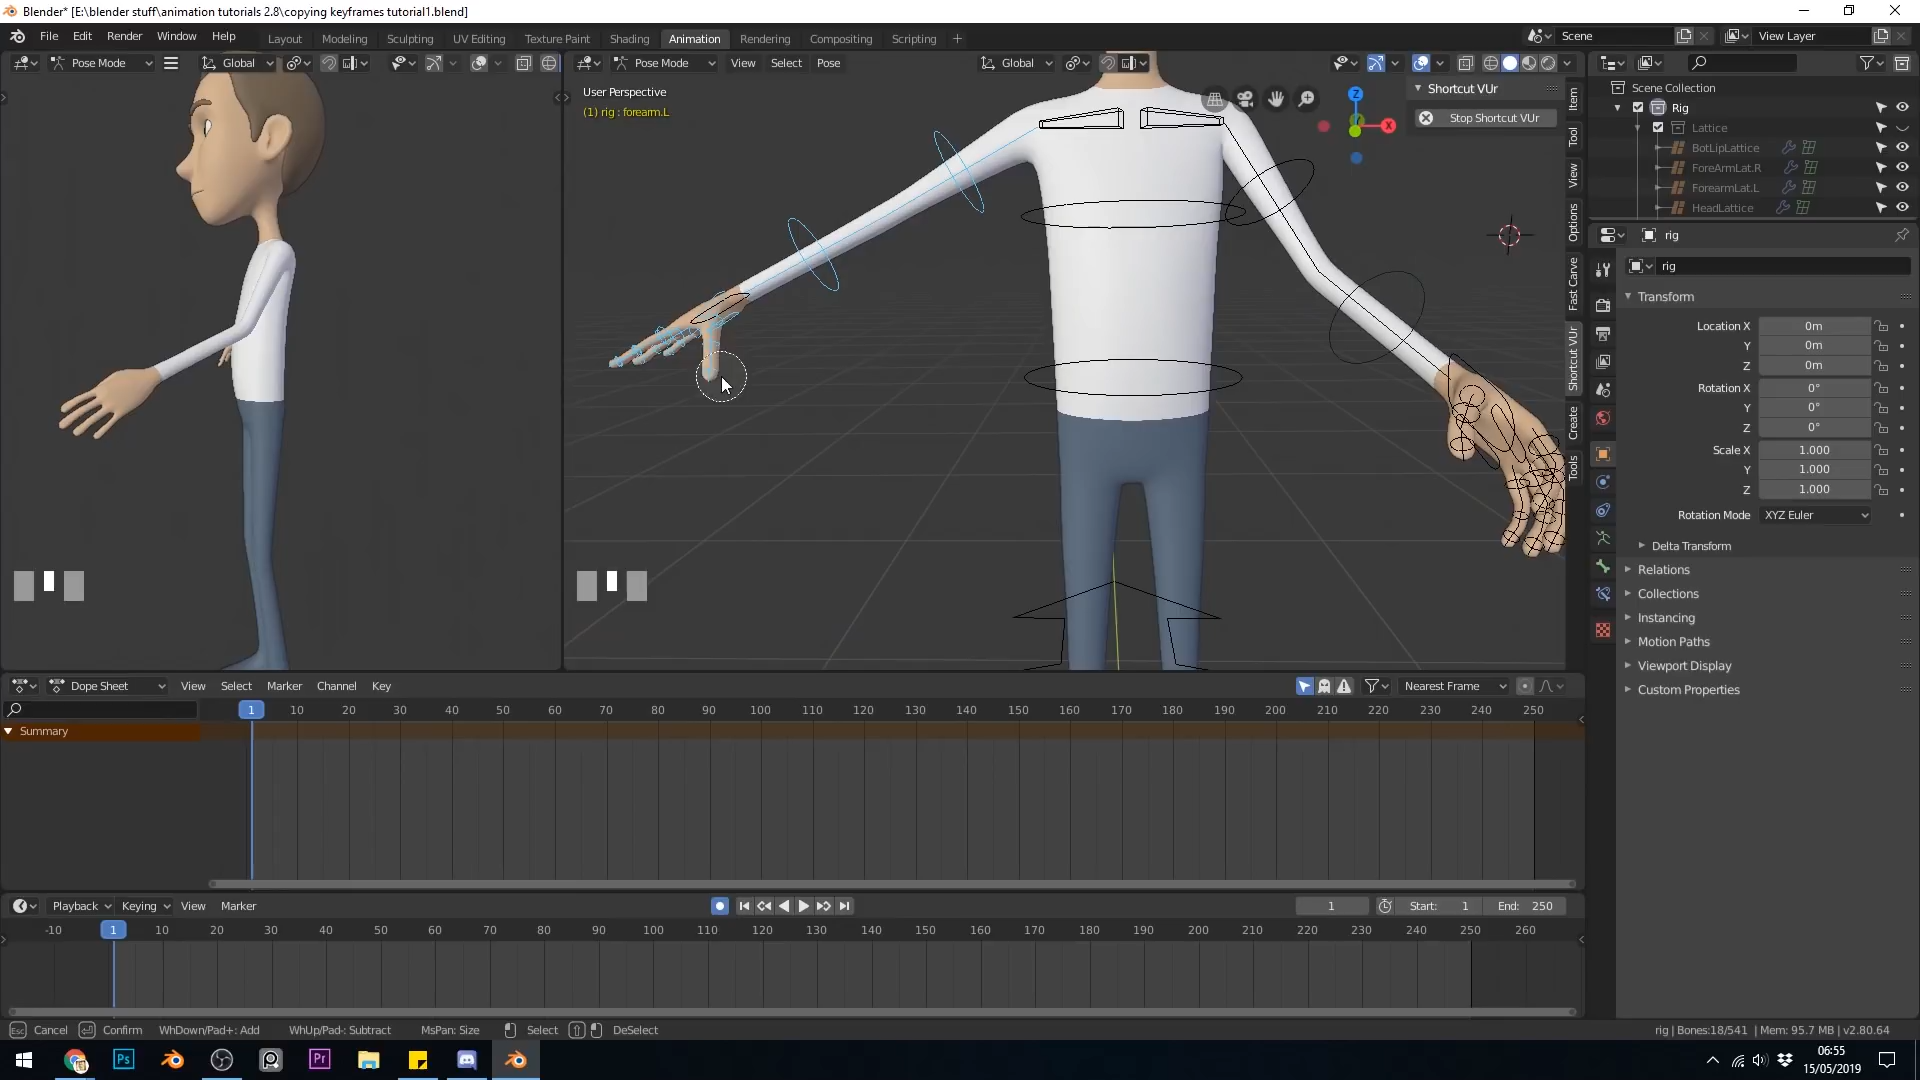 Blender* [E:\blender stuff\animation tutorials 2.8\copying keyframes tutorial1.blend]
File Edit Render Window Help Layout Modeling Sculpting UV Editing Texture Paint Shading Animation Rendering Compositing Scripting + Scene View Layer
Pose Mode Global Pose Mode View Select Pose Global
User Perspective
(1) rig : forearm.L
Shortcut VUr
Stop Shortcut VUr
Item
Tool
View
Options
Fast Carve
Shortcut VUr
Create
Tools
Z
X
Scene Collection
Rig
Lattice
BotLipLattice
ForeArmLat.R
ForearmLat.L
HeadLattice
rig
rig
Transform
Location X 0m
Y 0m
Z 0m
Rotation X 0°
Y 0°
Z 0°
Scale X 1.000
Y 1.000
Z 1.000
Rotation Mode XYZ Euler
Delta Transform
Relations
Collections
Instancing
Motion Paths
Viewport Display
Custom Properties
Dope Sheet View Select Marker Channel Key Nearest Frame
1 10 20 30 40 50 60 70 80 90 100 110 120 130 140 150 160 170 180 190 200 210 220 230 240 250
Summary
Playback Keying View Marker 1 Start: 1 End: 250
-10 1 10 20 30 40 50 60 70 80 90 100 110 120 130 140 150 160 170 180 190 200 210 220 230 240 250 260
Esc Cancel Confirm WhDown/Pad+: Add WhUp/Pad-: Subtract MsPan: Size Select DeSelect rig | Bones:18/541 | Mem: 95.7 MB | v2.80.64
Ps Pr
06:55
15/05/2019